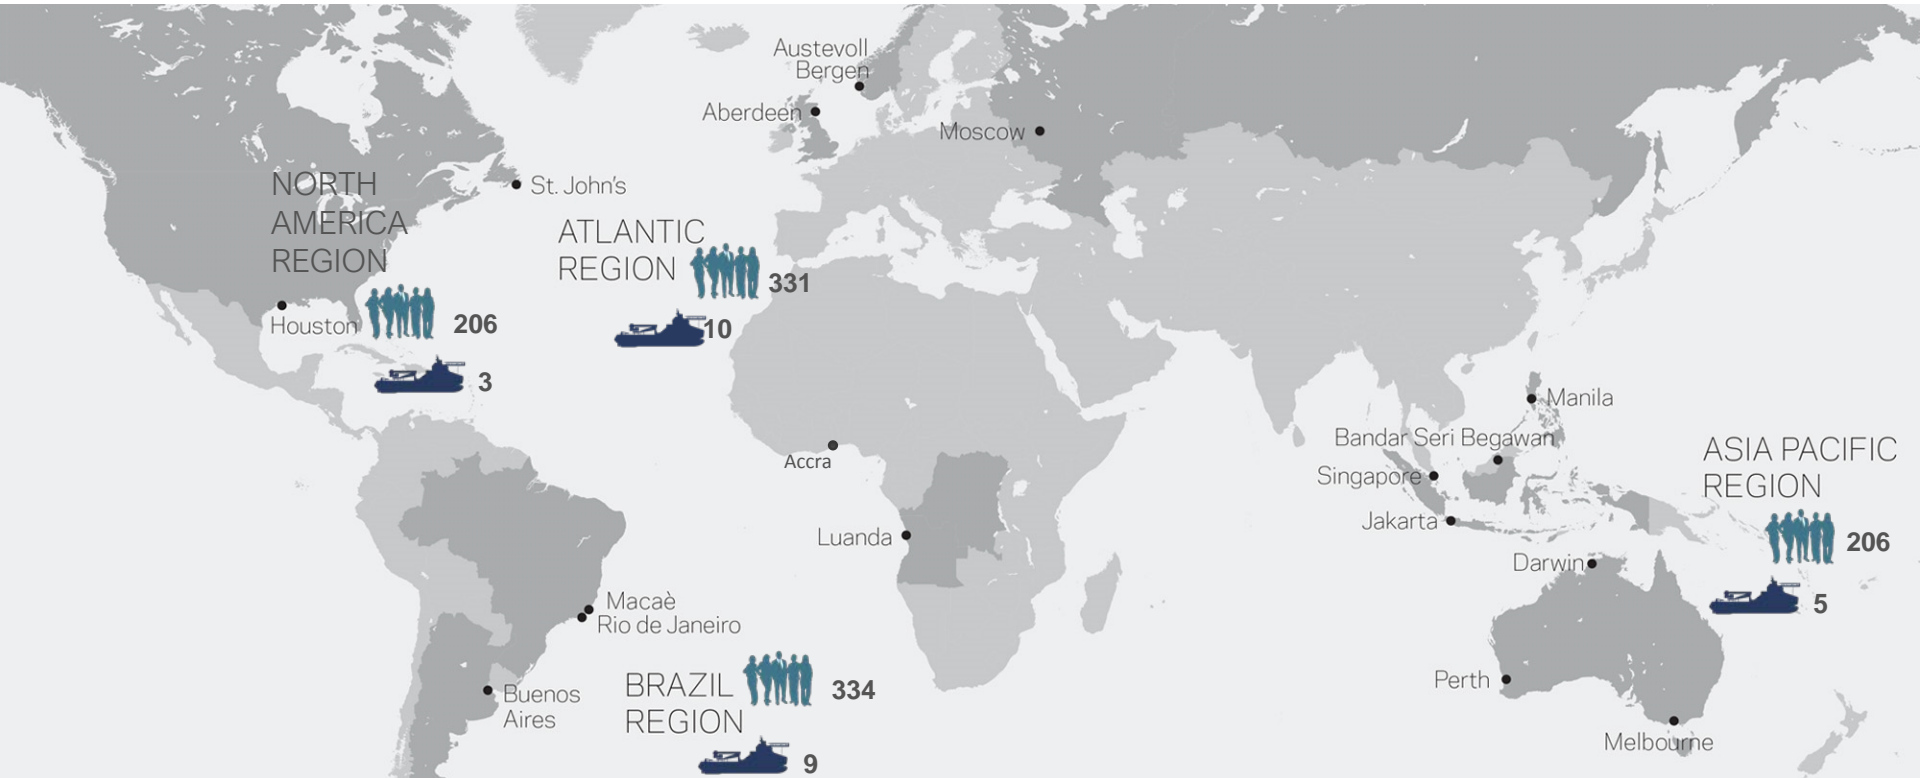 Austevoll
Bergen
Aberdeen
Moscow
NORTH
AMERICA
REGION
St. John's
ATLANTIC
REGION
331
10
Houston
206
3
Manila
Bandar Seri Begawan
Singapore
Jakarta
ASIA PACIFIC
REGION
206
5
Accra
Luanda
Darwin
Macaè
Rio de Janeiro
BRAZIL
REGION
334
9
Buenos
Aires
Perth
Melbourne